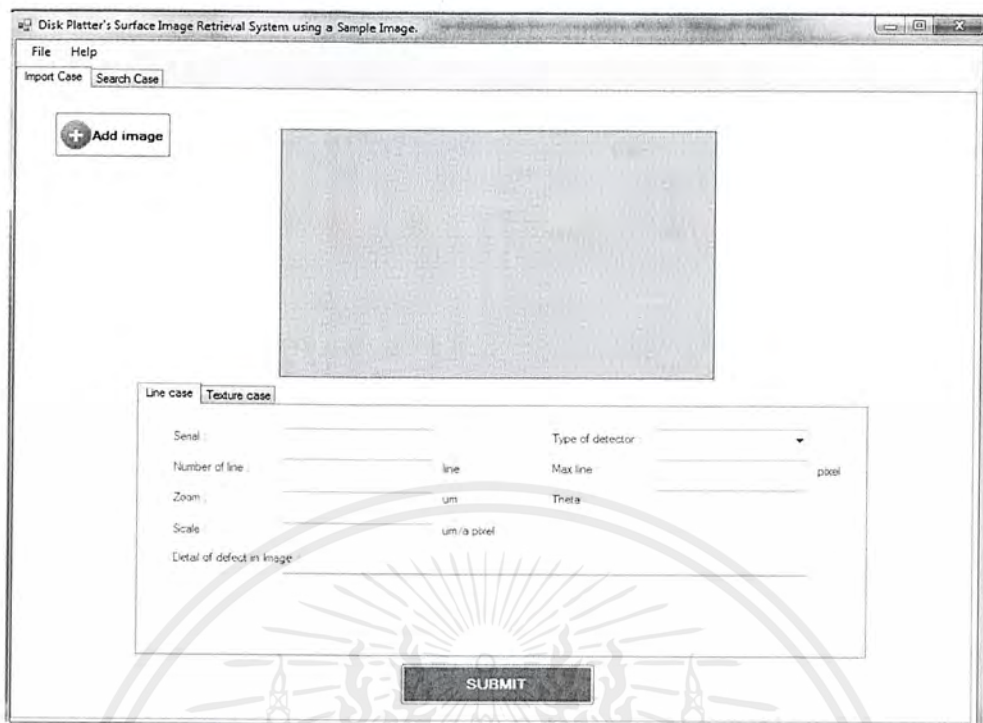 Disk Platter's Surface Image Retrieval System using a Sample Image.
File Help
Import Case Search Case
Add image
Line case Texture case
Serial : Type of detector
Number of line : line Max line pixel
Zoom : um Theta
Scale : um/a pixel
Detail of defect in Image :
SUBMIT